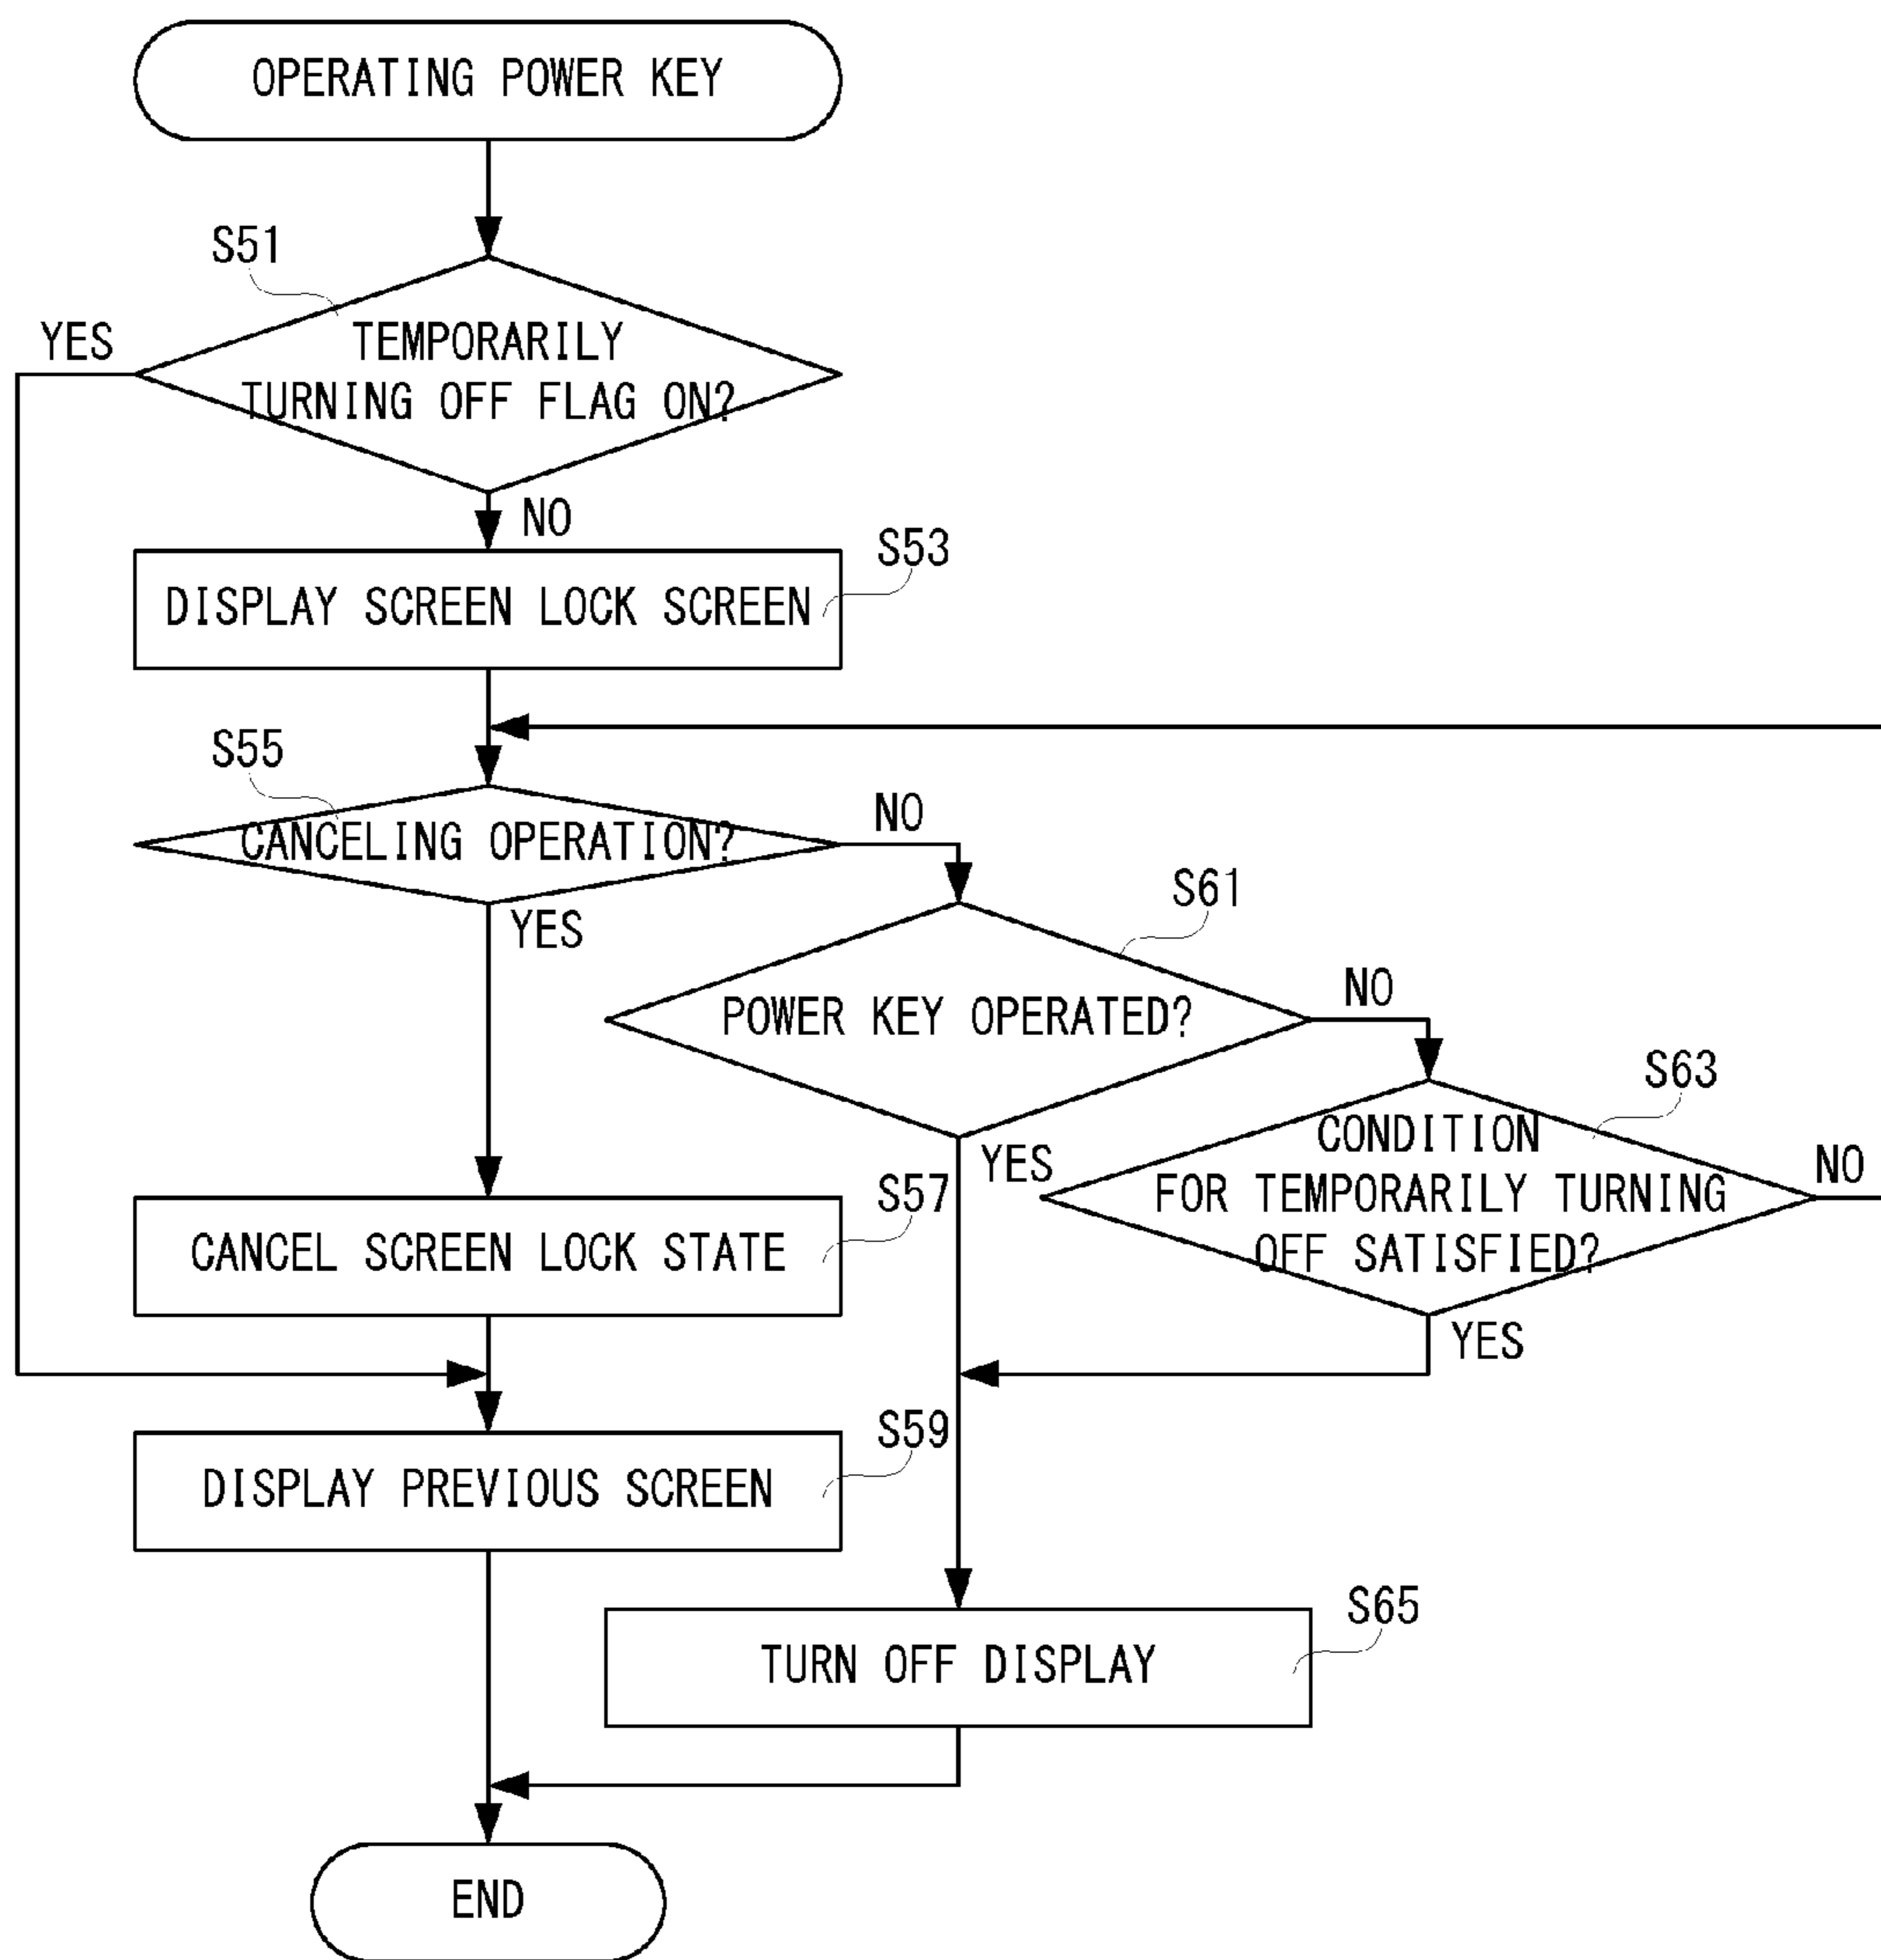 OPERATING POWER KEY
S51
YES
TEMPORARILY
TURNING OFF FLAG ON?
NO
S53
DISPLAY SCREEN LOCK SCREEN
S55
CANCELING OPERATION?
NO
YES
S61
POWER KEY OPERATED?
NO
YES
S63
CONDITION
FOR TEMPORARILY TURNING
OFF SATISFIED?
NO
YES
S57
CANCEL SCREEN LOCK STATE
S59
DISPLAY PREVIOUS SCREEN
S65
TURN OFF DISPLAY
END